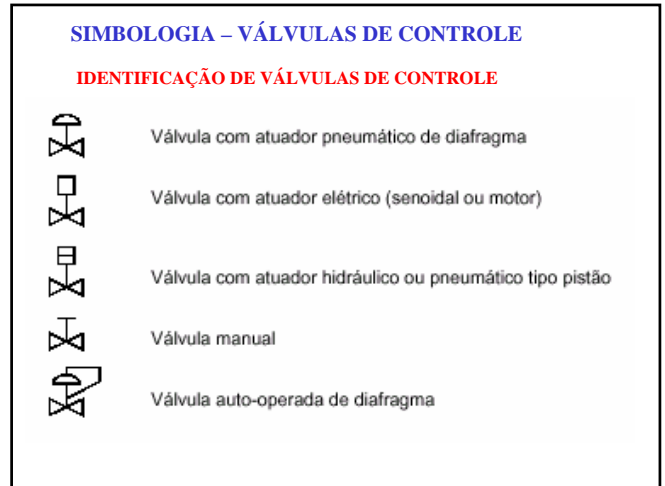 SIMBOLOGIA – VÁLVULAS DE CONTROLE
IDENTIFICAÇÃO DE VÁLVULAS DE CONTROLE
Válvula com atuador pneumático de diafragma
Válvula com atuador elétrico (senoidal ou motor)
Válvula com atuador hidráulico ou pneumático tipo pistão
Válvula manual
Válvula auto-operada de diafragma